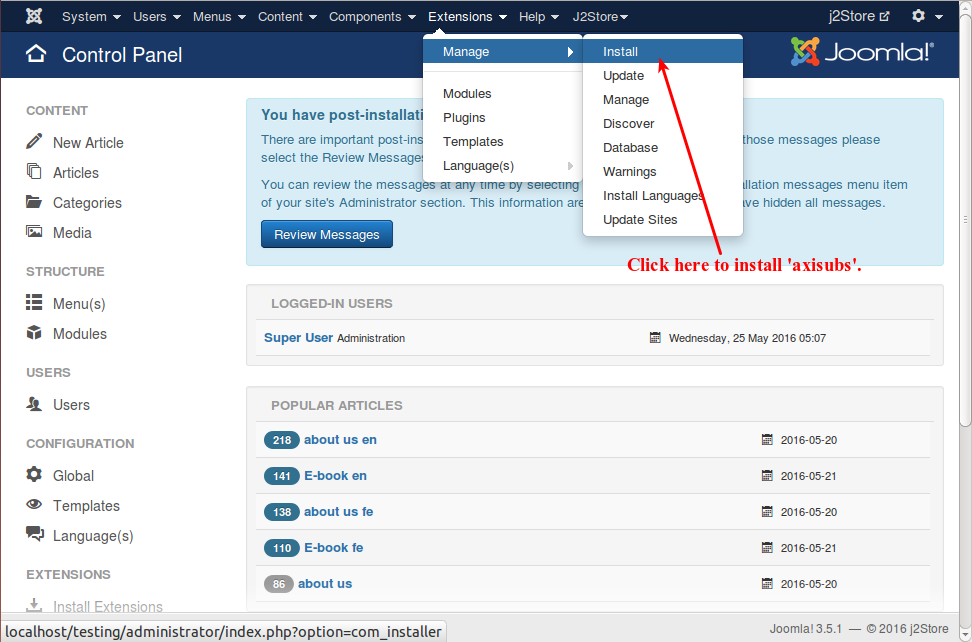 System Users Menus Content Components Extensions Help J2Store j2Store
Control Panel
Joomla!®
Manage
Modules
Plugins
Templates
Language(s)
Install
Update
Manage
Discover
Database
Warnings
Install Languages
Update Sites
Click here to install 'axisubs'.
CONTENT
New Article
Articles
Categories
Media
STRUCTURE
Menu(s)
Modules
USERS
Users
CONFIGURATION
Global
Templates
Language(s)
EXTENSIONS
Install Extensions
You have post-installati
There are important post-ins those messages please
select the Review Messages
You can review the messages at any time by selecting allation messages menu item
of your site's Administrator section. This information are ave hidden all messages.
Review Messages
LOGGED-IN USERS
Super User Administration Wednesday, 25 May 2016 05:07
POPULAR ARTICLES
218 about us en 2016-05-20
141 E-book en 2016-05-21
138 about us fe 2016-05-20
110 E-book fe 2016-05-21
86 about us 2016-05-20
localhost/testing/administrator/index.php?option=com_installer
Joomla! 3.5.1 — © 2016 j2Store